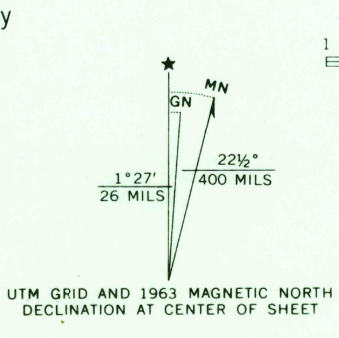 y
1
★
MN
GN
1°27′
26 MILS
22½°
400 MILS
UTM GRID AND 1963 MAGNETIC NORTH
DECLINATION AT CENTER OF SHEET